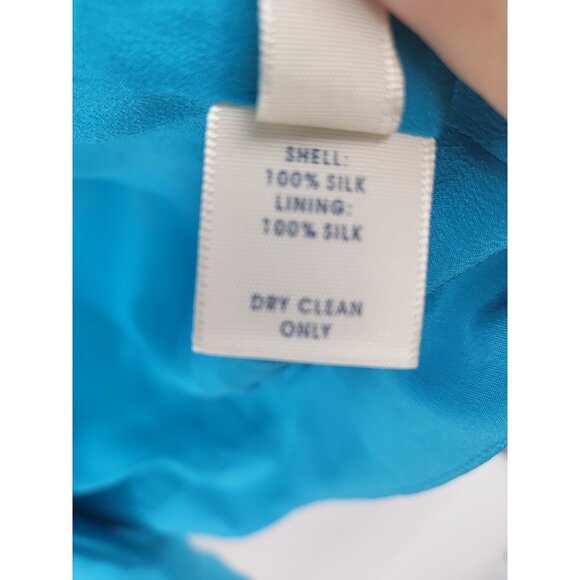 SHELL:
100% SILK
LINING:
100% SILK
DRY CLEAN
ONLY